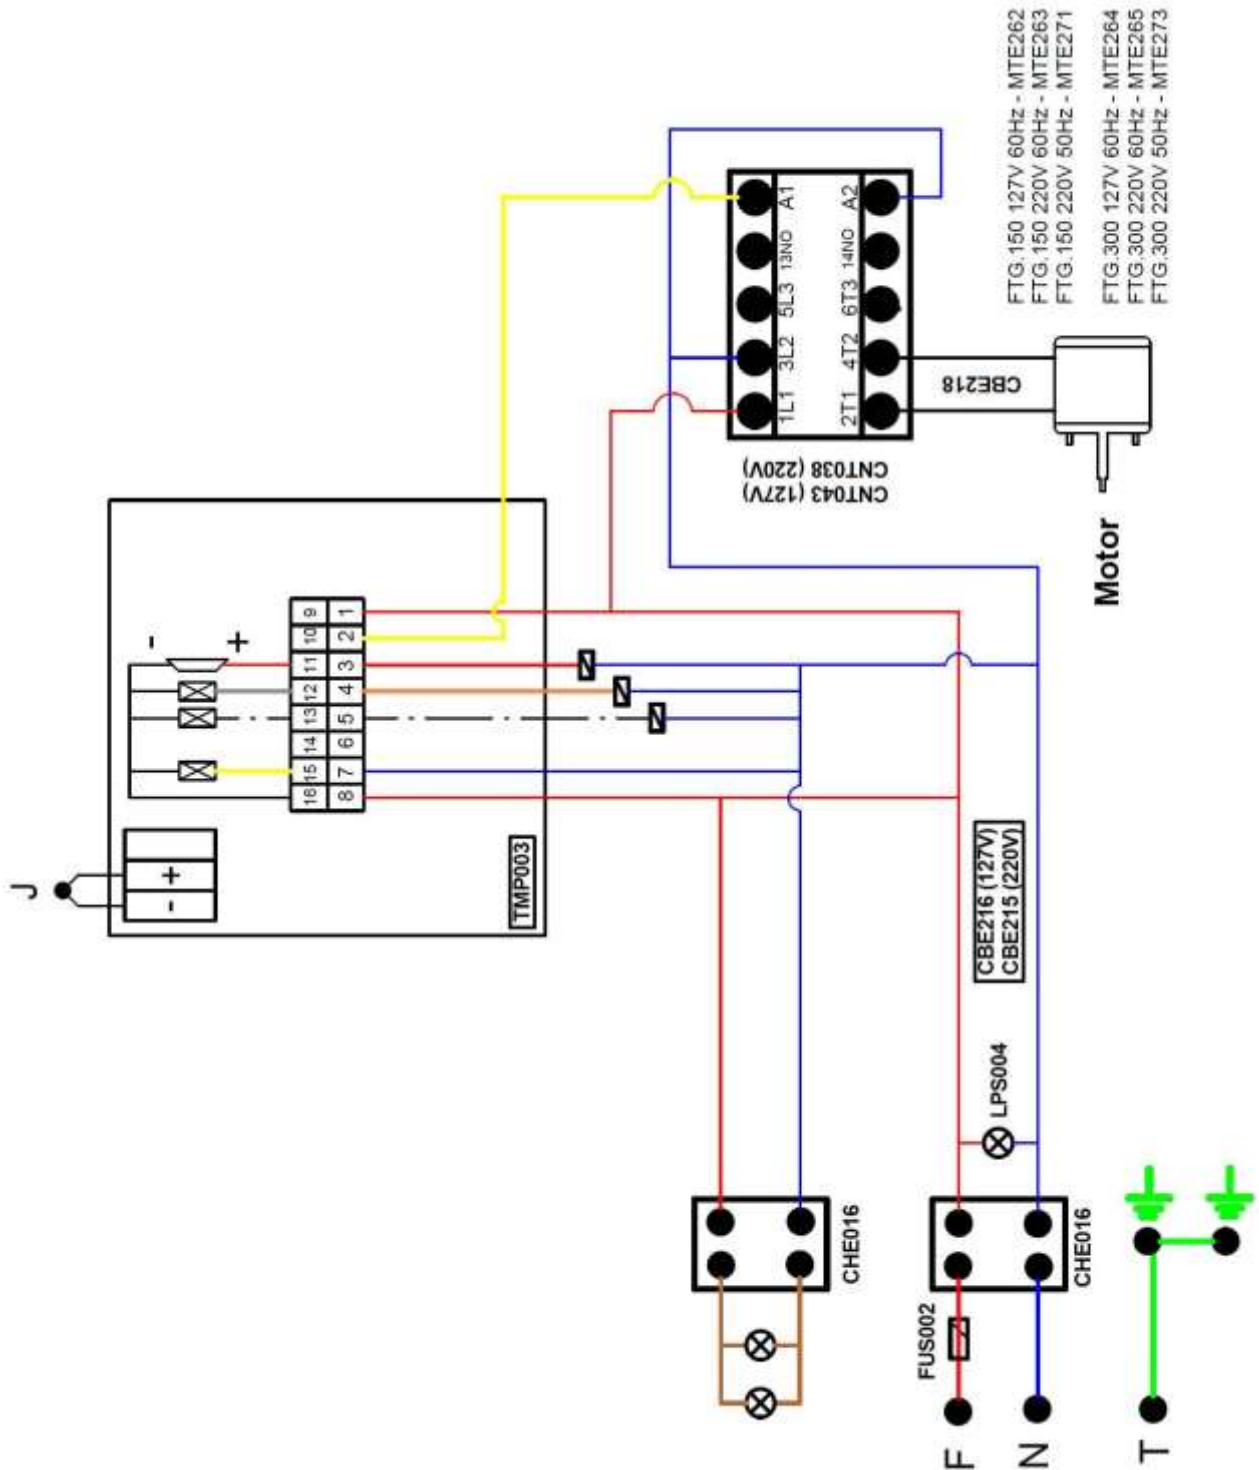 FTG.150 127V 60Hz - MTE262
FTG.150 220V 60Hz - MTE263
FTG.150 220V 50Hz - MTE271
FTG.300 127V 60Hz - MTE264
FTG.300 220V 60Hz - MTE265
FTG.300 220V 50Hz - MTE273
1L1 3L2 5L3 13NO A1
2T1 4T2 6T3 14NO A2
CBE218
CNT043 (127V)
CNT038 (220V)
Motor
- +
16 15 14 13 12 11 10 9
8 7 6 5 4 3 2 1
J
- +
TMP003
CBE216 (127V)
CBE215 (220V)
LPS004
CHE016
CHE016
FUS002
F
N
T